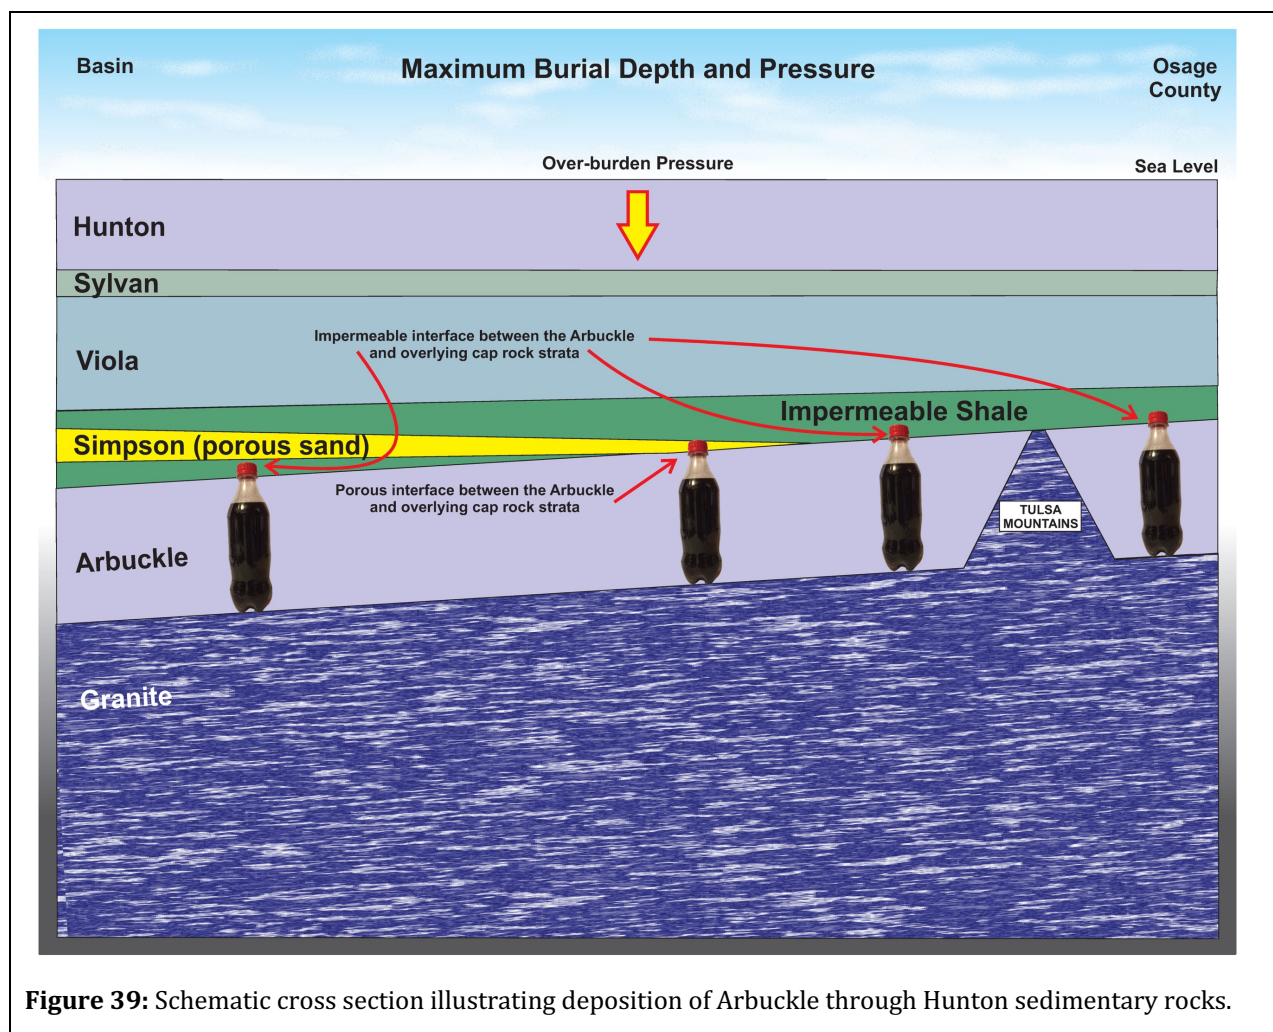 Basin
Maximum Burial Depth and Pressure
Osage
County
Over-burden Pressure
Sea Level
Hunton
Sylvan
Impermeable interface between the Arbuckle
and overlying cap rock strata
Viola
Impermeable Shale
Simpson (porous sand)
Porous interface between the Arbuckle
and overlying cap rock strata
TULSA
MOUNTAINS
Arbuckle
Granite
Figure 39: Schematic cross section illustrating deposition of Arbuckle through Hunton sedimentary rocks.